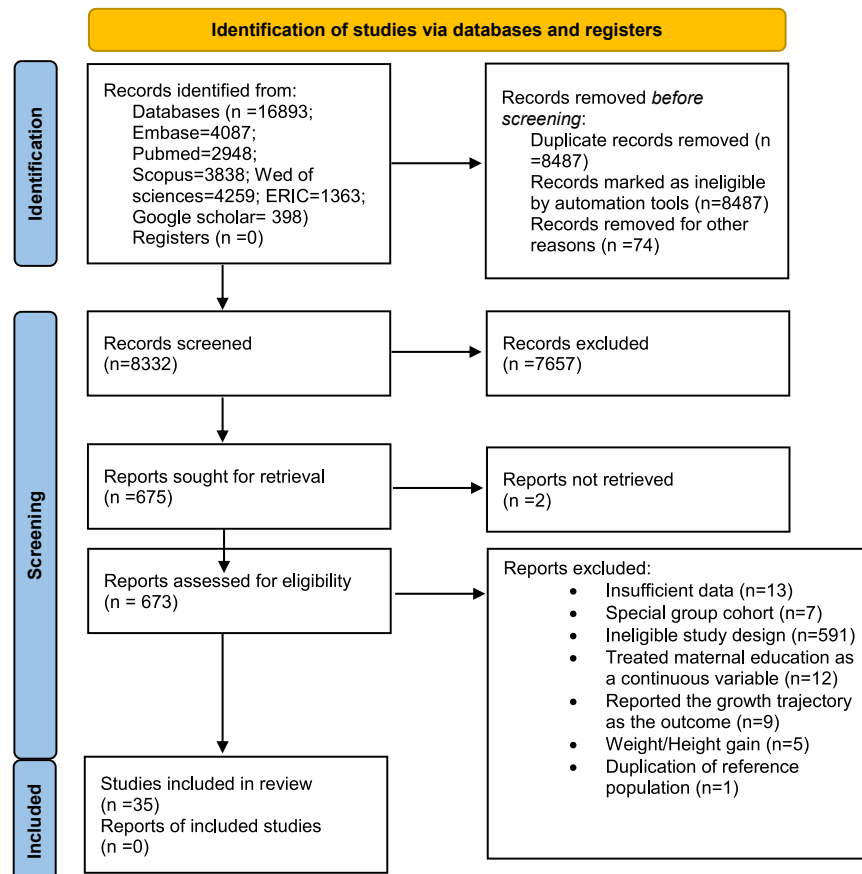 Identification of studies via databases and registers
Identification
Records identified from:
Databases (n =16893;
Embase=4087;
Pubmed=2948;
Scopus=3838; Wed of
sciences=4259; ERIC=1363;
Google scholar= 398)
Registers (n =0)
Records removed before
screening:
Duplicate records removed (n
=8487)
Records marked as ineligible
by automation tools (n=8487)
Records removed for other
reasons (n =74)
Screening
Records screened
(n=8332)
Records excluded
(n =7657)
Reports sought for retrieval
(n =675)
Reports not retrieved
(n =2)
Reports assessed for eligibility
(n = 673)
Reports excluded:
• Insufficient data (n=13)
• Special group cohort (n=7)
• Ineligible study design (n=591)
• Treated maternal education as
a continuous variable (n=12)
• Reported the growth trajectory
as the outcome (n=9)
• Weight/Height gain (n=5)
• Duplication of reference
population (n=1)
Included
Studies included in review
(n =35)
Reports of included studies
(n =0)